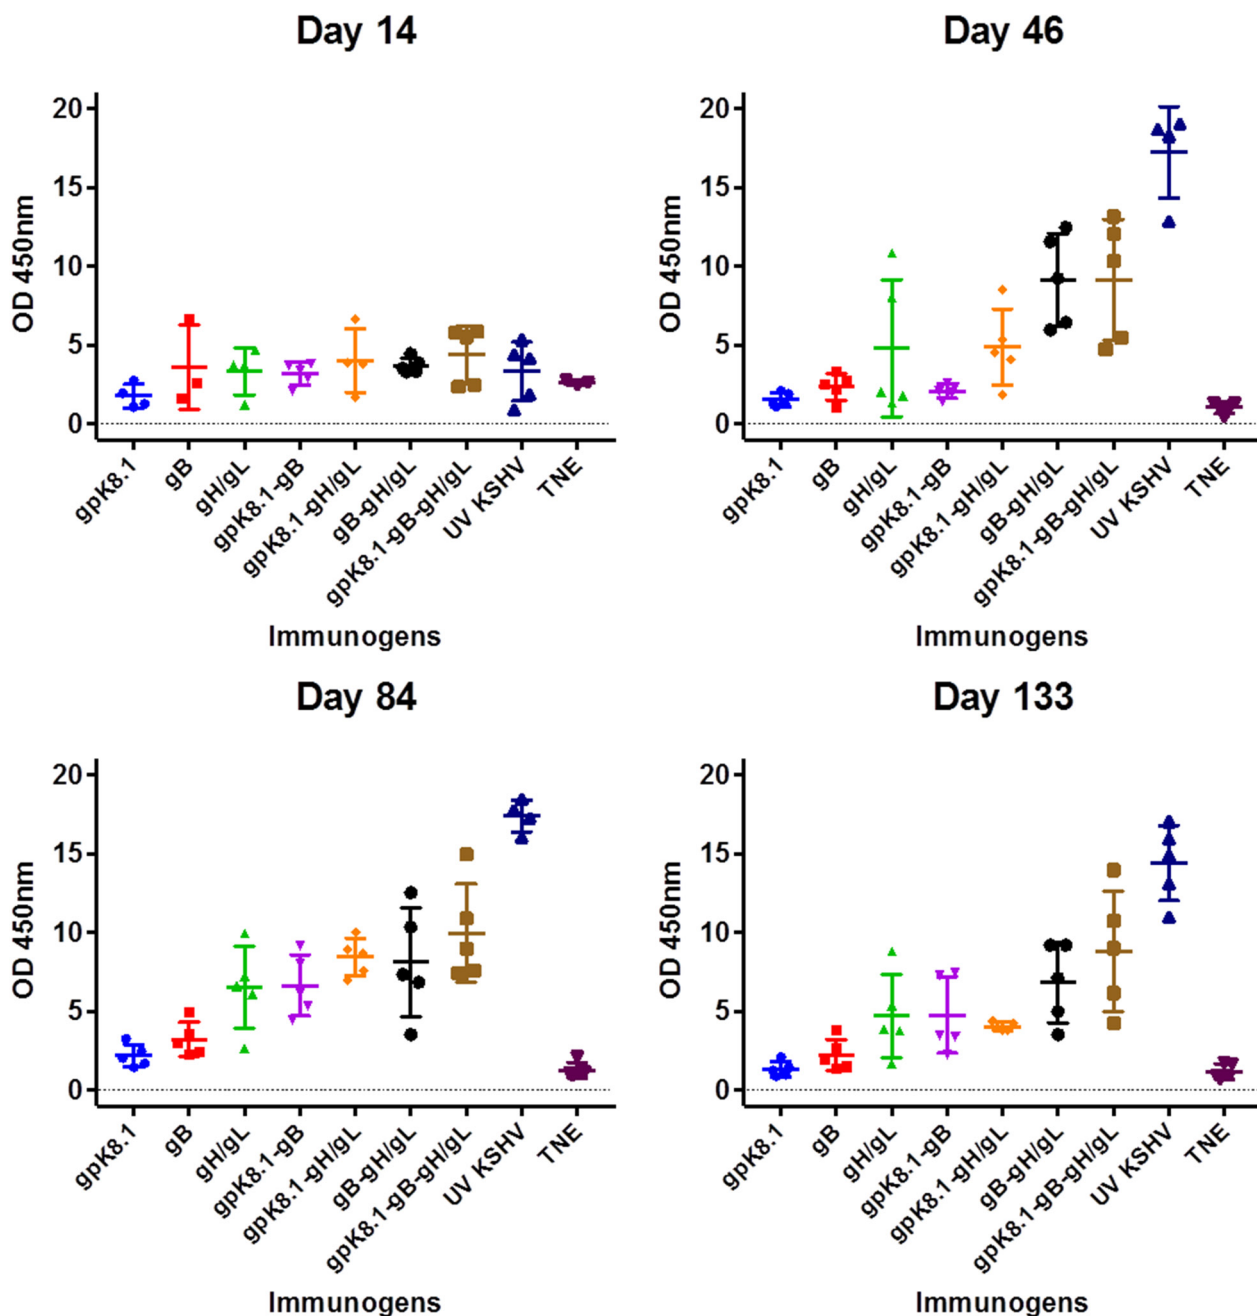 Day 14
OD 450nm
20
15
10
5
0
gpK8.1
gB
gH/gL
gpK8.1-gB
gpK8.1-gH/gL
gB-gH/gL
gpK8.1-gB-gH/gL
UV KSHV
TNE
Immunogens
Day 46
OD 450nm
20
15
10
5
0
gpK8.1
gB
gH/gL
gpK8.1-gB
gpK8.1-gH/gL
gB-gH/gL
gpK8.1-gB-gH/gL
UV KSHV
TNE
Immunogens
Day 84
OD 450nm
20
15
10
5
0
gpK8.1
gB
gH/gL
gpK8.1-gB
gpK8.1-gH/gL
gB-gH/gL
gpK8.1-gB-gH/gL
UV KSHV
TNE
Immunogens
Day 133
OD 450nm
20
15
10
5
0
gpK8.1
gB
gH/gL
gpK8.1-gB
gpK8.1-gH/gL
gB-gH/gL
gpK8.1-gB-gH/gL
UV KSHV
TNE
Immunogens